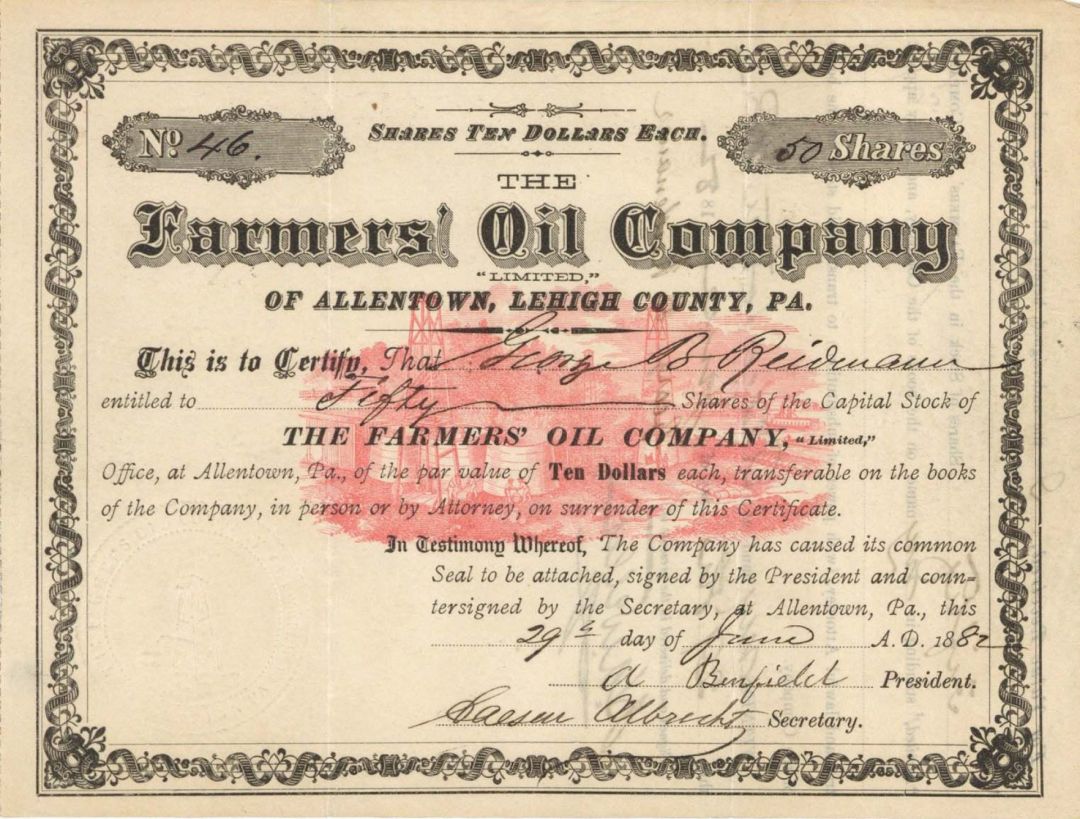 No. 46.
SHARES TEN DOLLARS EACH.
50 Shares
THE
Farmers' Oil Company
"LIMITED,"
OF ALLENTOWN, LEHIGH COUNTY, PA.
This is to Certify, That George B Reidmann
entitled to Fifty Shares of the Capital Stock of
THE FARMERS' OIL COMPANY, "Limited,"
Office, at Allentown, Pa., of the par value of Ten Dollars each, transferable on the books
of the Company, in person or by Attorney, on surrender of this Certificate.
In Testimony Whereof, The Company has caused its common
Seal to be attached, signed by the President and coun=
tersigned by the Secretary, at Allentown, Pa., this
29th day of June A. D. 1882
A Benfield President.
Caesar Albrecht Secretary.